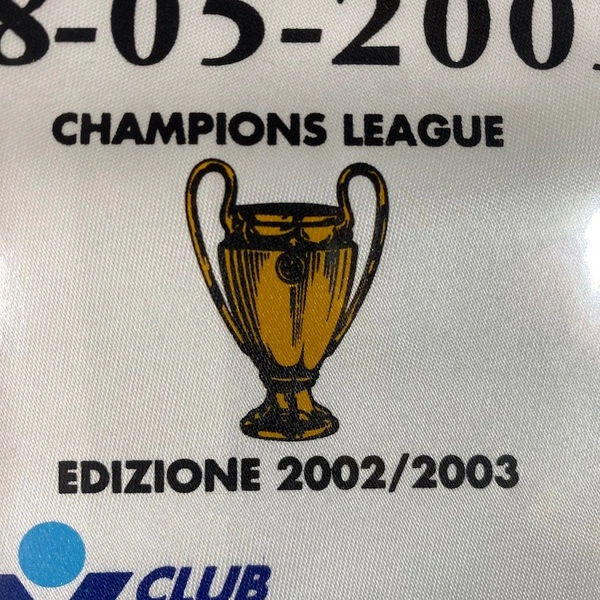 8-05-200
CHAMPIONS LEAGUE
EDIZIONE 2002/2003
CLUB